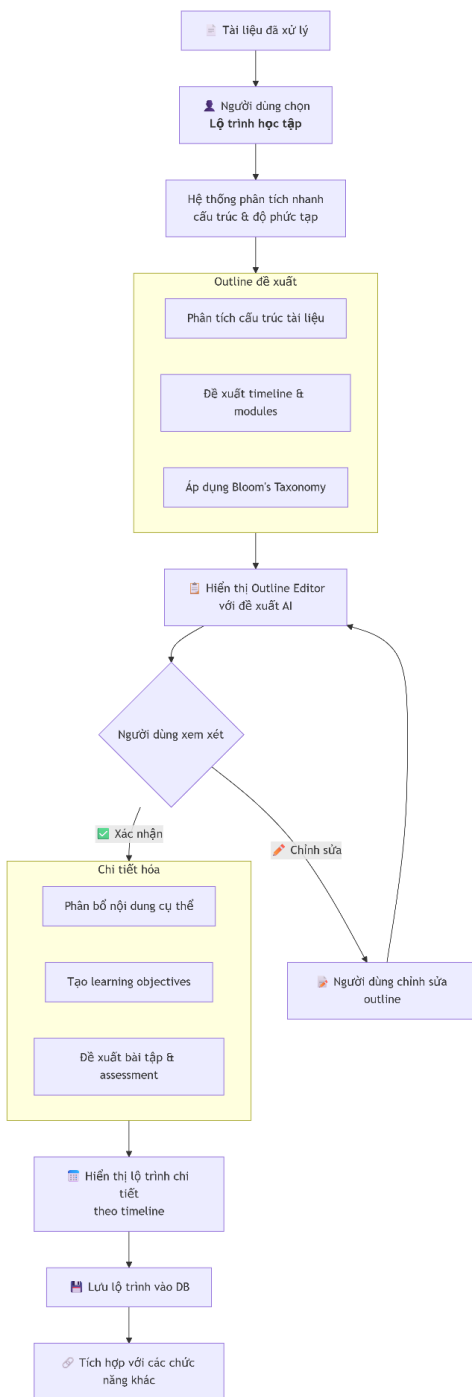 📄 Tài liệu đã xử lý
👤 Người dùng chọn
Lộ trình học tập
Hệ thống phân tích nhanh
cấu trúc & độ phức tạp
Outline đề xuất
Phân tích cấu trúc tài liệu
Đề xuất timeline &
modules
Áp dụng Bloom's Taxonomy
📋 Hiển thị Outline Editor
với đề xuất AI
Người dùng xem xét
✅ Xác nhận
✏️ Chỉnh sửa
Chi tiết hóa
Phân bổ nội dung cụ thể
Tạo learning objectives
Đề xuất bài tập &
assessment
📝 Người dùng chỉnh sửa
outline
🗓️ Hiển thị lộ trình chi
tiết
theo timeline
💾 Lưu lộ trình vào DB
🔗 Tích hợp với các chức
năng khác